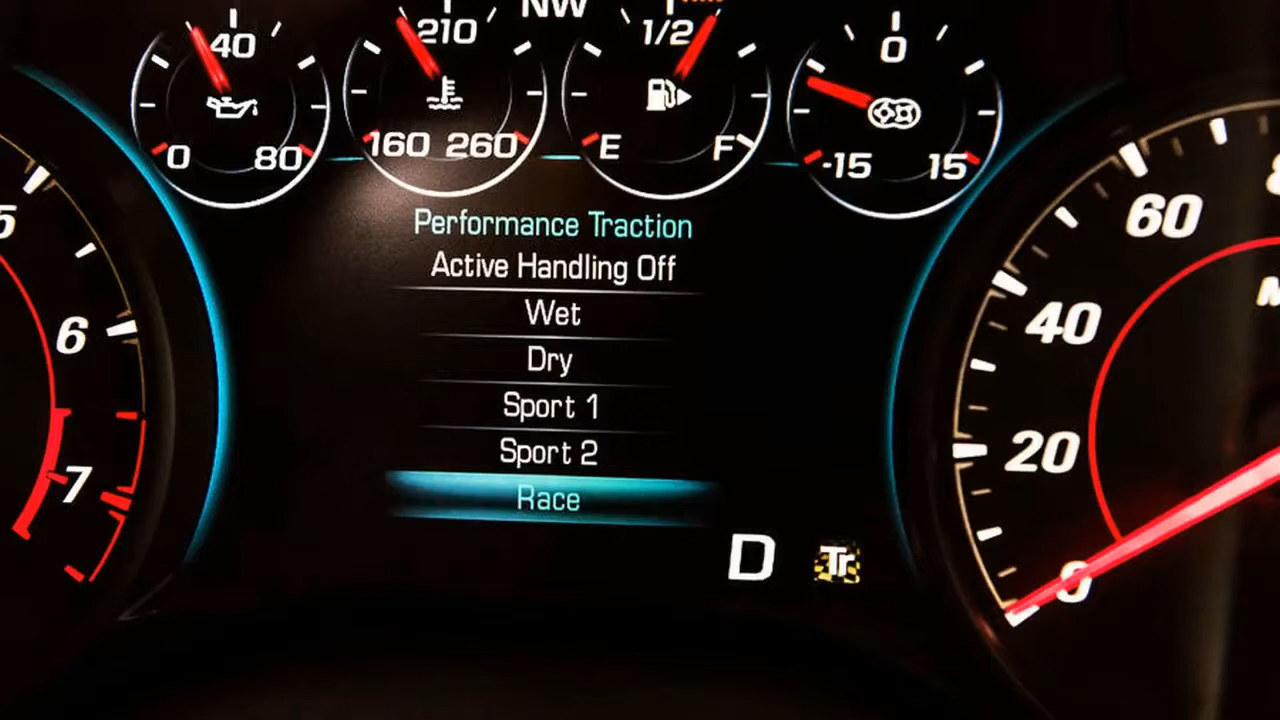 NW
40
0 80
210
160 260
1/2
E F
0
-15 15
5
6
7
Performance Traction
Active Handling Off
Wet
Dry
Sport 1
Sport 2
Race
D Tr
60
40
20
0